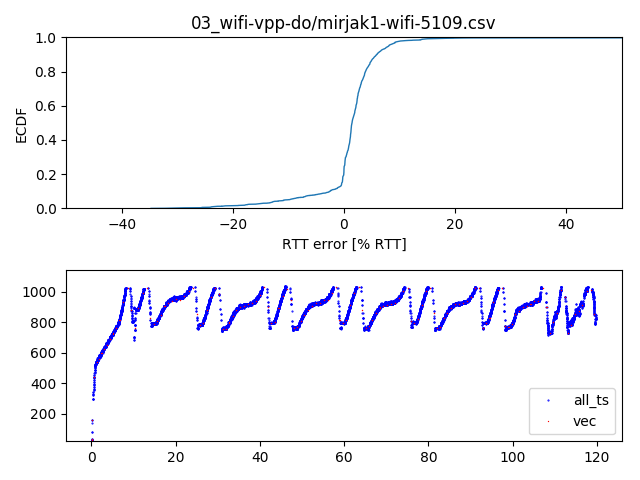 03_wifi-vpp-do/mirjak1-wifi-5109.csv
1.0
0.8
0.6
0.4
0.2
0.0
ECDF
−40 −20 0 20 40
RTT error [% RTT]
1000
800
600
400
200
all_ts
vec
0 20 40 60 80 100 120